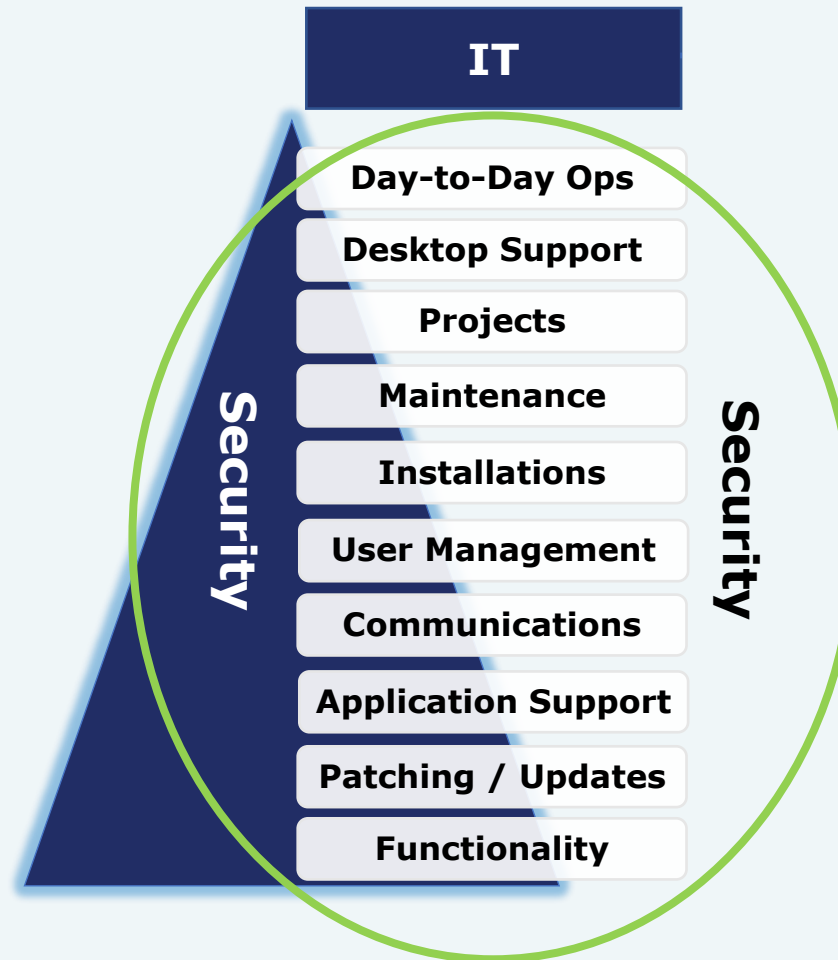 IT
Day-to-Day Ops
Desktop Support
Projects
Maintenance
Installations
User Management
Communications
Application Support
Patching / Updates
Functionality
Security
Security